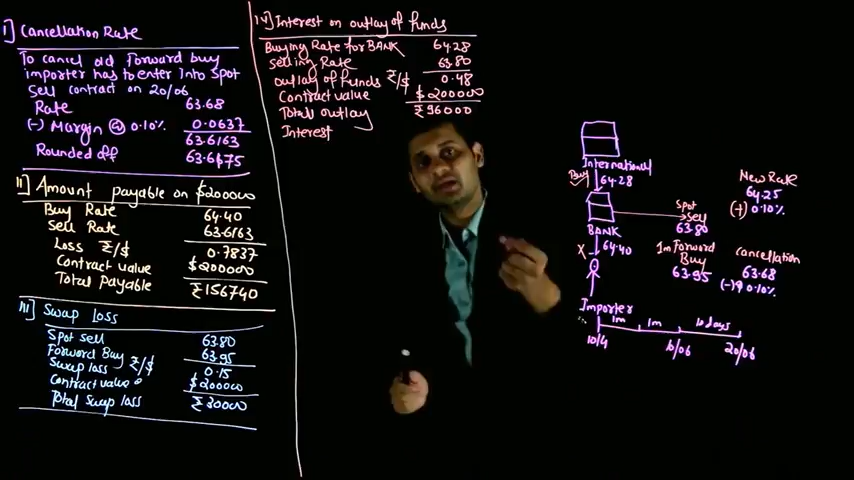 I] Cancellation Rate
To cancel old Forward buy
importer has to enter Into Spot
Sell contract on 20/06
Rate 63.68
(-) Margin @ 0.10% 0.0637
63.6163
Rounded off 63.6175
II] Amount payable on $200000
Buy Rate 64.40
Sell Rate 63.6163
Loss ₹/$ 0.7837
Contract value $200000
Total Payable ₹156740
III] Swap Loss
Spot sell 63.80
Forward Buy 63.95
Swap loss ₹/$ 0.15
Contract value $200000
Total swap loss ₹30000
IV] Interest on outlay of funds
Buying Rate for BANK 64.28
Selling Rate 63.80
Outlay of funds ₹/$ 0.48
Contract value $200000
Total outlay ₹96000
Interest
International
Buy 64.28
BANK
Spot
Sell
63.80
New Rate
64.25
(+) 0.10%
X 64.40
1m Forward
Buy
63.95
Cancellation
63.68
(-) 0.10%
Importer
1m 1m 10 days
10/4 10/06 20/06